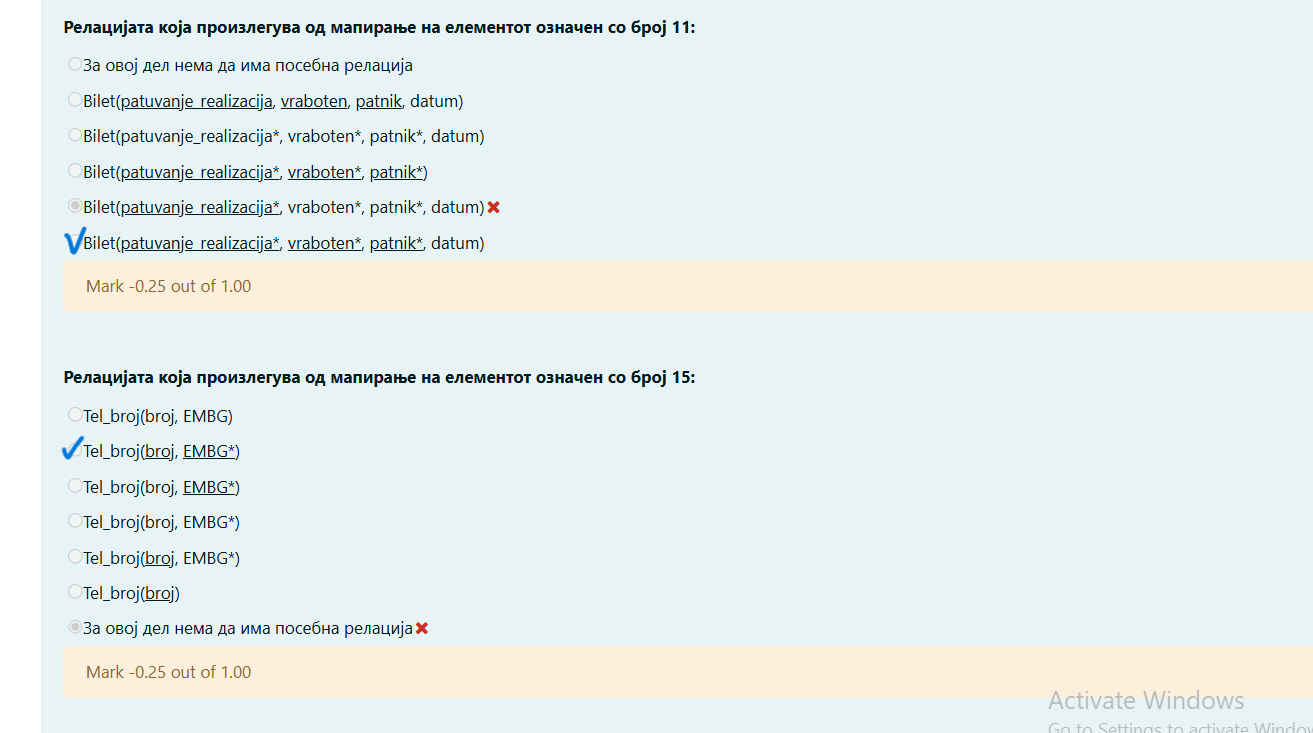 Релацијата која произлегува од мапирање на елементот означен со број 11:
За овој дел нема да има посебна релација
Bilet(patuvanje_realizacija, vraboten, patnik, datum)
Bilet(patuvanje_realizacija*, vraboten*, patnik*, datum)
Bilet(patuvanje_realizacija*, vraboten*, patnik*)
Bilet(patuvanje_realizacija*, vraboten*, patnik*, datum)
Bilet(patuvanje_realizacija*, vraboten*, patnik*, datum)
Mark -0.25 out of 1.00
Релацијата која произлегува од мапирање на елементот означен со број 15:
Tel_broj(broj, EMBG)
Tel_broj(broj, EMBG*)
Tel_broj(broj, EMBG*)
Tel_broj(broj, EMBG*)
Tel_broj(broj, EMBG*)
Tel_broj(broj)
За овој дел нема да има посебна релација
Mark -0.25 out of 1.00
Activate Windows
Go to Settings to activate Windows